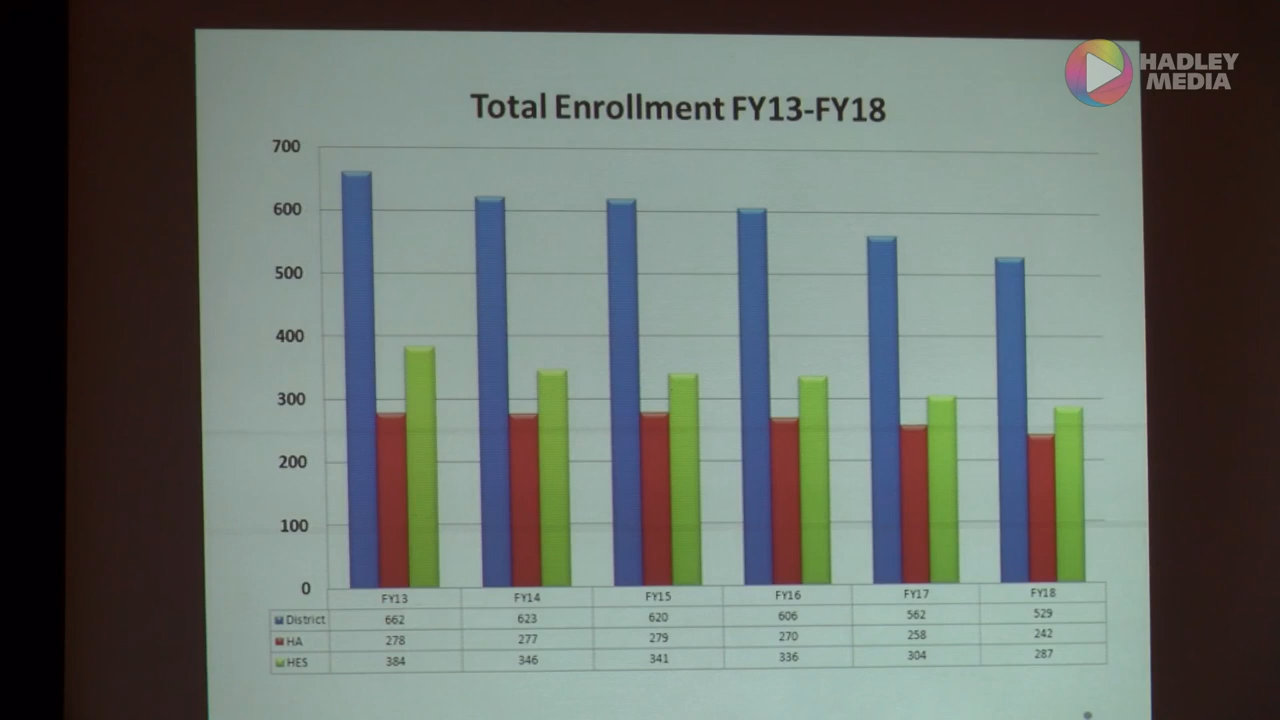 HADLEY
MEDIA
Total Enrollment FY13-FY18
700
600
500
400
300
200
100
0
FY13 FY14 FY15 FY16 FY17 FY18
District 662 623 620 606 562 529
HA 278 277 279 270 258 242
HES 384 346 341 336 304 287